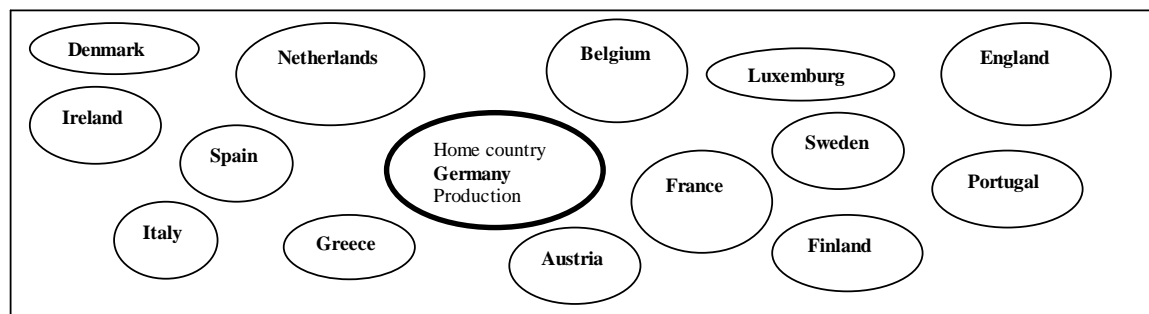 Denmark
Netherlands
Belgium
Luxemburg
England
Ireland
Spain
Home country
Germany
Production
France
Sweden
Portugal
Italy
Greece
Austria
Finland